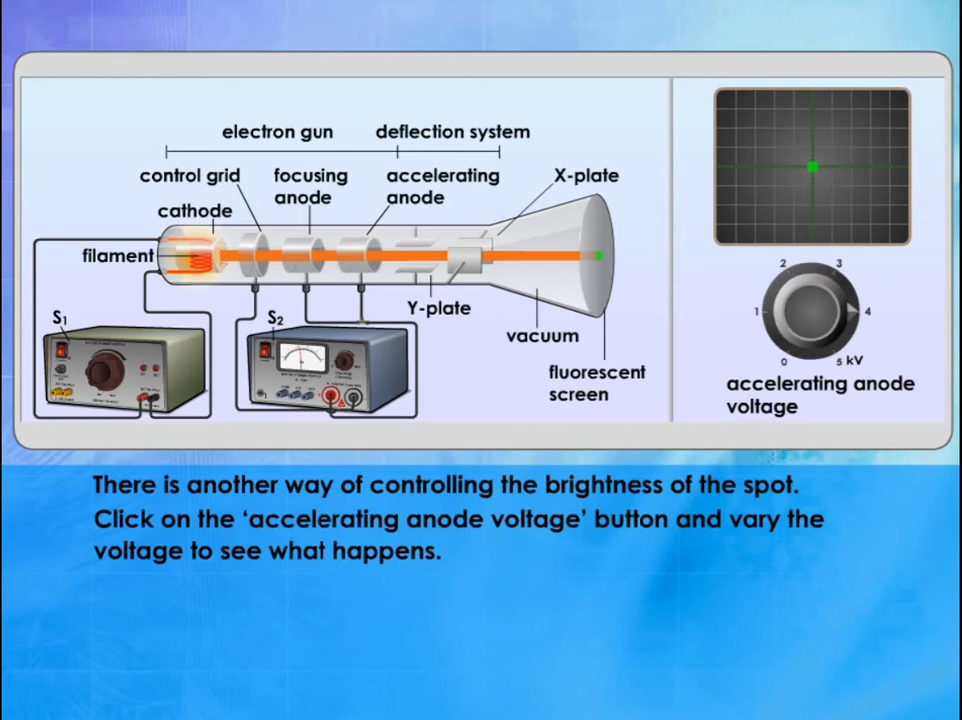 electron gun deflection system
control grid focusing anode accelerating anode X-plate
cathode
filament
Y-plate
S1 S2
vacuum
fluorescent screen
2 3
1 4
0 5 kV
accelerating anode
voltage
There is another way of controlling the brightness of the spot.
Click on the ‘accelerating anode voltage’ button and vary the
voltage to see what happens.